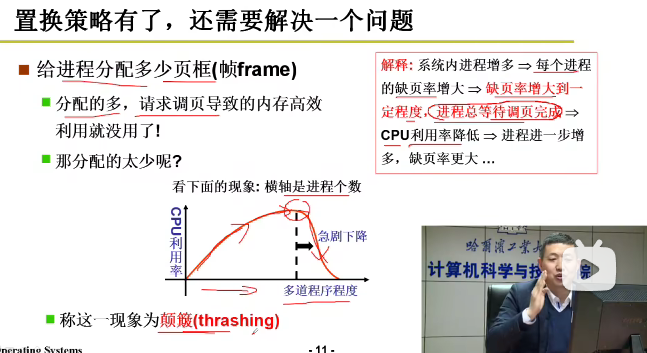 置换策略有了，还需要解决一个问题
给进程分配多少页框(帧frame)
分配的多，请求调页导致的内存高效
利用就没用了!
那分配的太少呢?
解释: 系统内进程增多 ⇒ 每个进程
的缺页率增大 ⇒ 缺页率增大到一
定程度，进程总等待调页完成 ⇒
CPU利用率降低 ⇒ 进程进一步增
多，缺页率更大 ...
看下面的现象: 横轴是进程个数
CPU利用率
急剧下降
多道程序程度
称这一现象为颠簸(thrashing)
哈尔滨工业大
计算机科学与技 院
Operating Systems
- 11 -